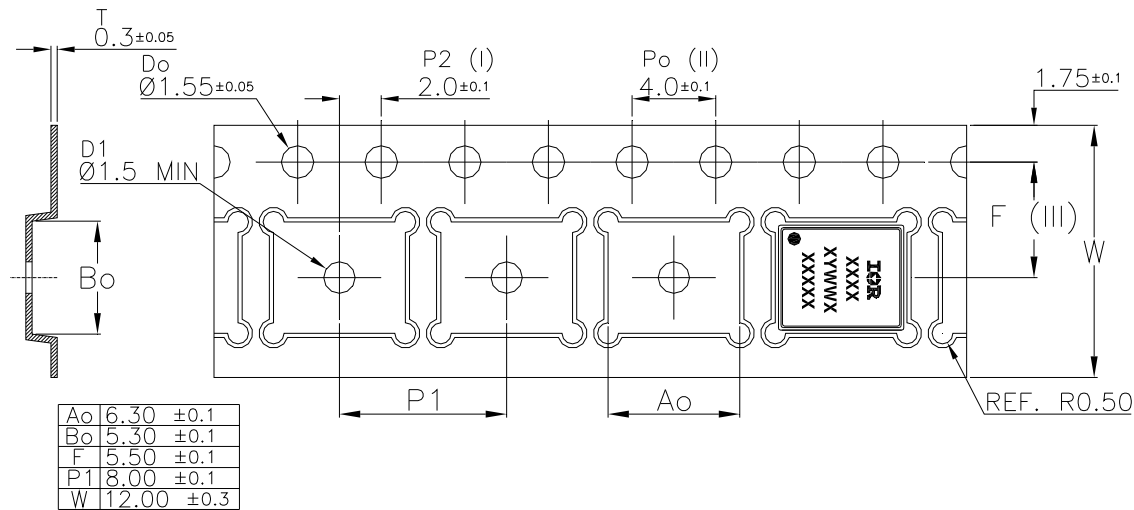 T
0.3±0.05
Do
Ø1.55±0.05
P2 (I)
2.0±0.1
Po (II)
4.0±0.1
1.75±0.1
D1
Ø1.5 MIN
F (III)
W
Bo
IOR
XXXX
XYWWX
XXXXX
P1
Ao
REF. R0.50
Ao 6.30 ±0.1
Bo 5.30 ±0.1
F 5.50 ±0.1
P1 8.00 ±0.1
W 12.00 ±0.3